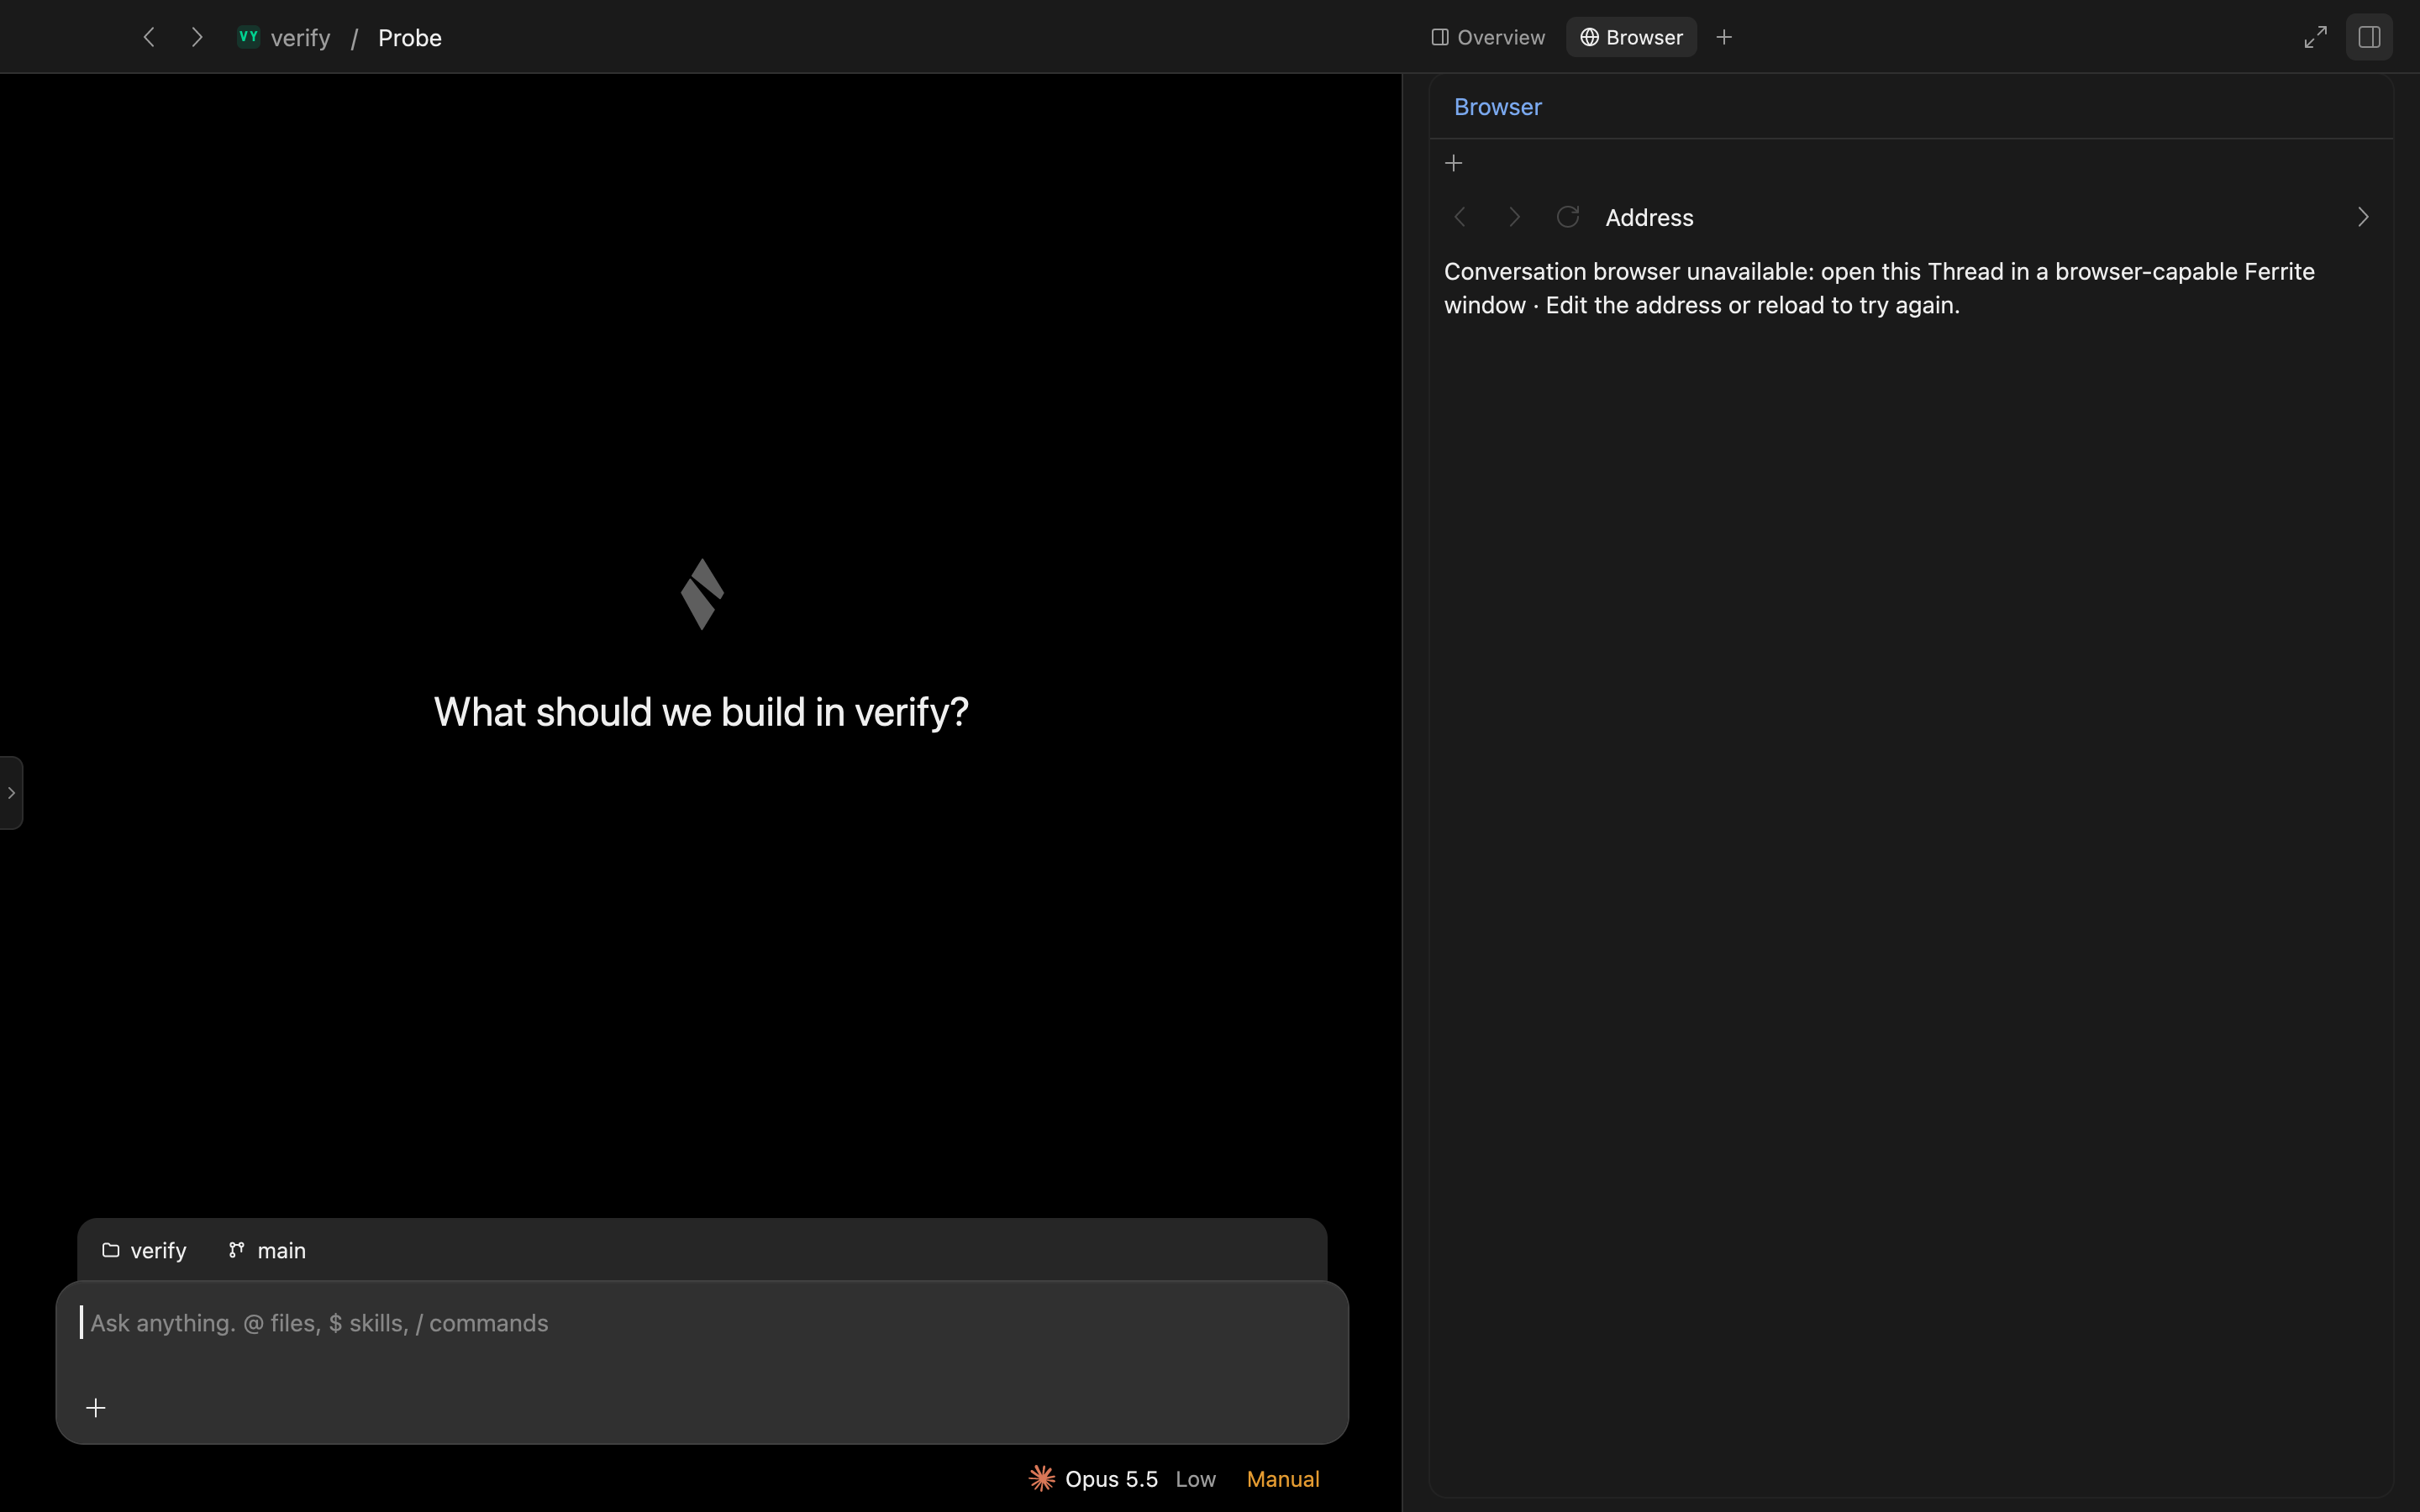 VY verify / Probe
Overview
Browser
Browser
Address
Conversation browser unavailable: open this Thread in a browser-capable Ferrite
window · Edit the address or reload to try again.
What should we build in verify?
verify
main
Ask anything. @ files, $ skills, / commands
Opus 5.5 Low Manual